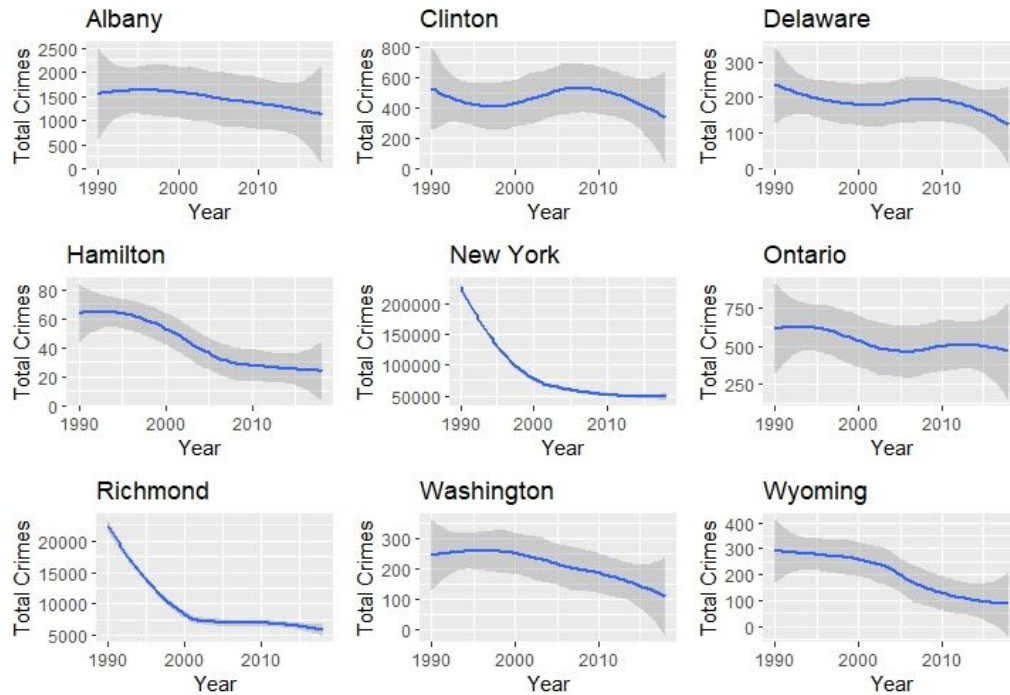 Albany
Total Crimes
2500
2000
1500
1000
500
0
1990
2000
2010
Year
Clinton
Total Crimes
800
600
400
200
0
1990
2000
2010
Year
Delaware
Total Crimes
300
200
100
0
1990
2000
2010
Year
Hamilton
Total Crimes
80
60
40
20
0
1990
2000
2010
Year
New York
Total Crimes
200000
150000
100000
50000
1990
2000
2010
Year
Ontario
Total Crimes
750
500
250
1990
2000
2010
Year
Richmond
Total Crimes
20000
15000
10000
5000
1990
2000
2010
Year
Washington
Total Crimes
300
200
100
0
1990
2000
2010
Year
Wyoming
Total Crimes
400
300
200
100
0
1990
2000
2010
Year